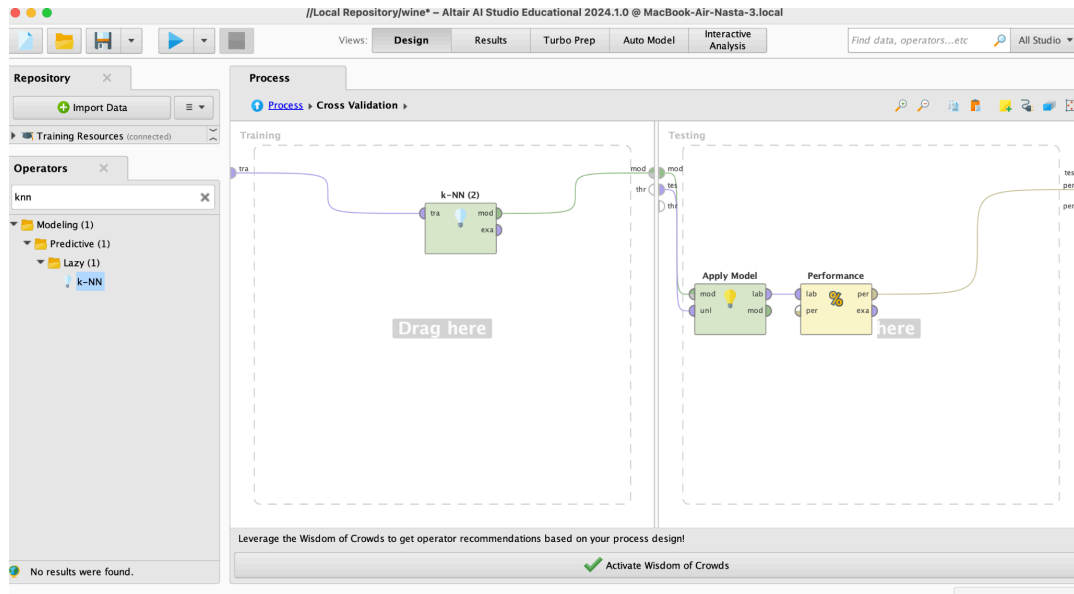 //Local Repository/wine* – Altair AI Studio Educational 2024.1.0 @ MacBook-Air-Nasta-3.local
Views: Design Results Turbo Prep Auto Model Interactive Analysis
Find data, operators...etc All Studio
Repository
Import Data
Training Resources (connected)
Operators
knn
Modeling (1)
Predictive (1)
Lazy (1)
k-NN
No results were found.
Process
Process Cross Validation
Training
tra
k-NN (2)
tra mod
exa
mod
thr
Drag here
Testing
mod
tes
thr
Apply Model
mod lab
unl mod
Performance
lab per
per exa
here
tes
per
per
Leverage the Wisdom of Crowds to get operator recommendations based on your process design!
Activate Wisdom of Crowds